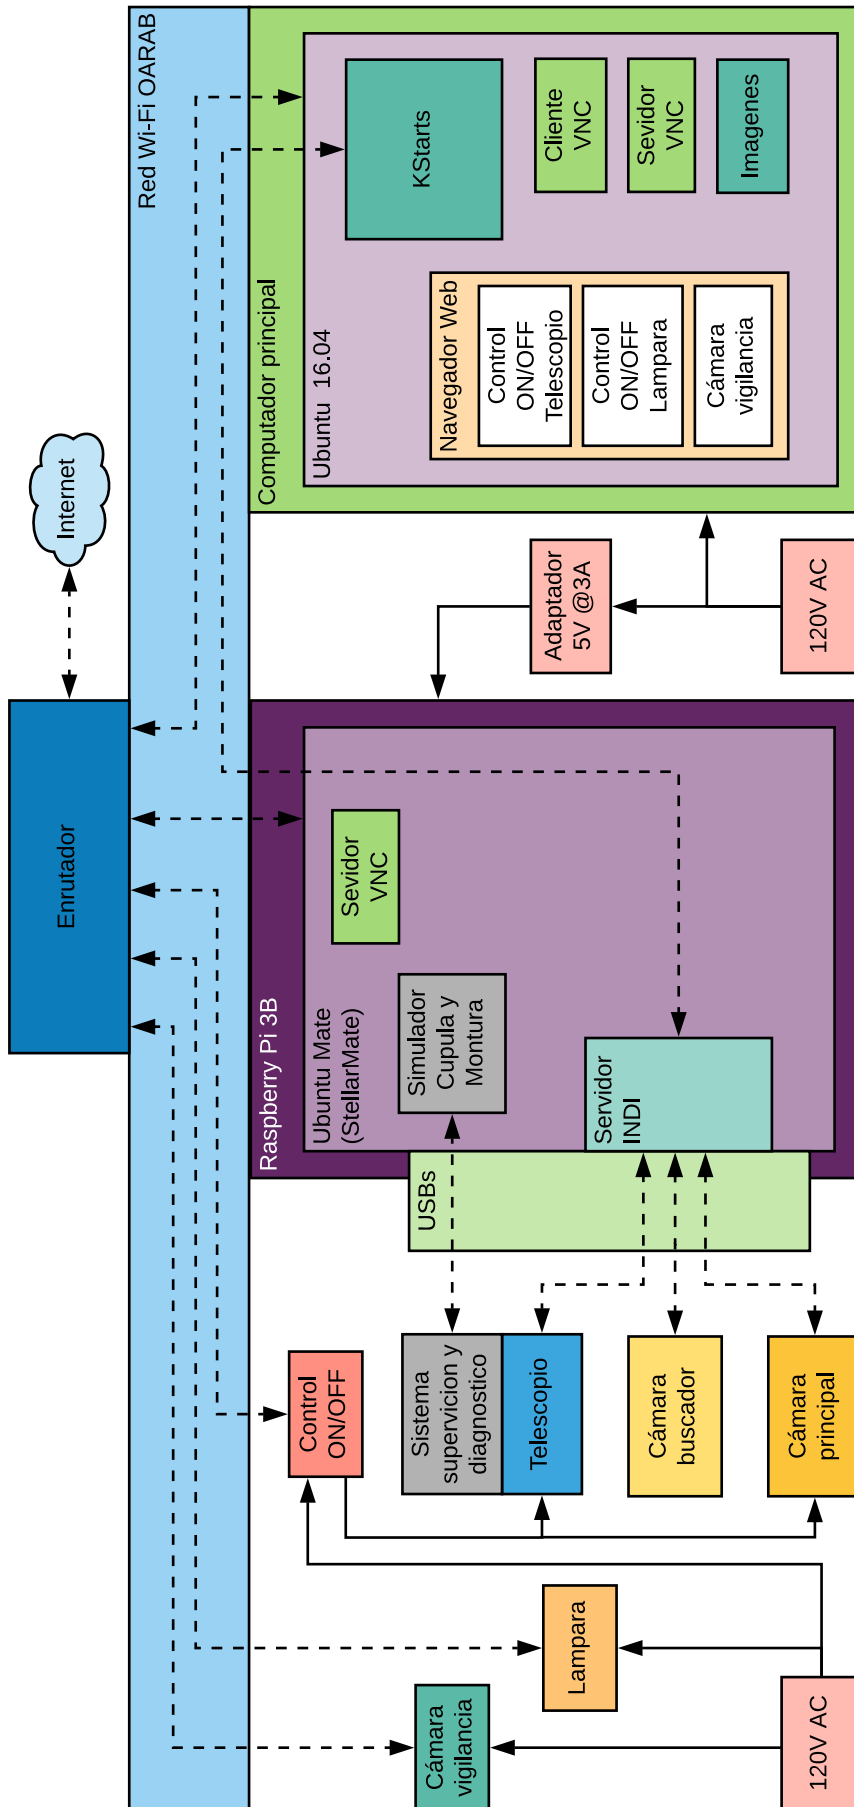 Internet
Enrutador
Red Wi-Fi OARAB
Cámara
vigilancia
Lampara
120V AC
Control
ON/OFF
Sistema
supervicion y
diagnostico
Telescopio
Cámara
buscador
Cámara
principal
USBs
Raspberry Pi 3B
Ubuntu Mate
(StellarMate)
Simulador
Cupula y
Montura
Servidor
INDI
Sevidor
VNC
Adaptador
5V @3A
120V AC
Computador principal
Ubuntu 16.04
Navegador Web
Control
ON/OFF
Telescopio
Control
ON/OFF
Lampara
Cámara
vigilancia
KStarts
Cliente
VNC
Sevidor
VNC
Imagenes